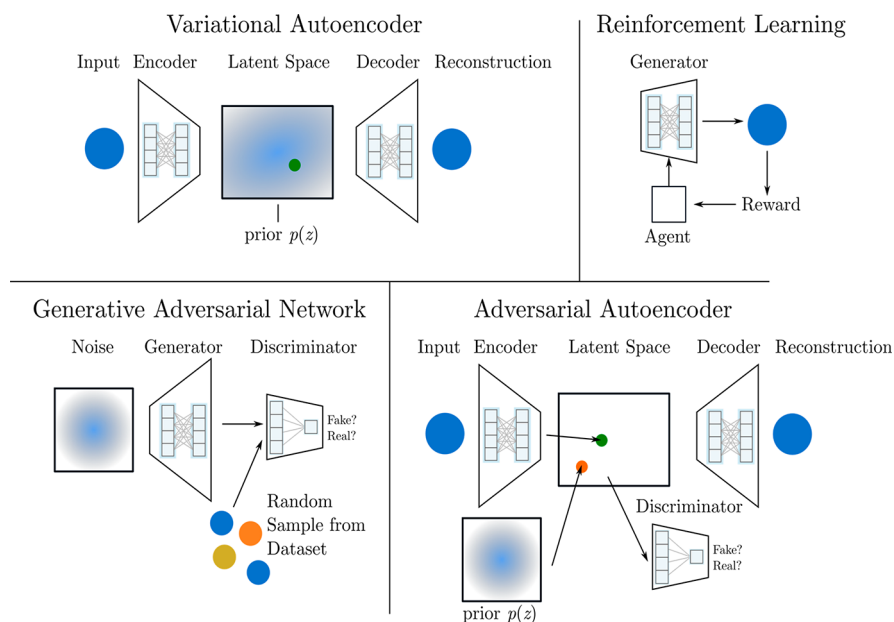 Variational Autoencoder
Input Encoder Latent Space Decoder Reconstruction
prior p(z)
Reinforcement Learning
Generator
Reward
Agent
Generative Adversarial Network
Noise Generator Discriminator
Fake?
Real?
Random
Sample from
Dataset
Adversarial Autoencoder
Input Encoder Latent Space Decoder Reconstruction
Discriminator
Fake?
Real?
prior p(z)